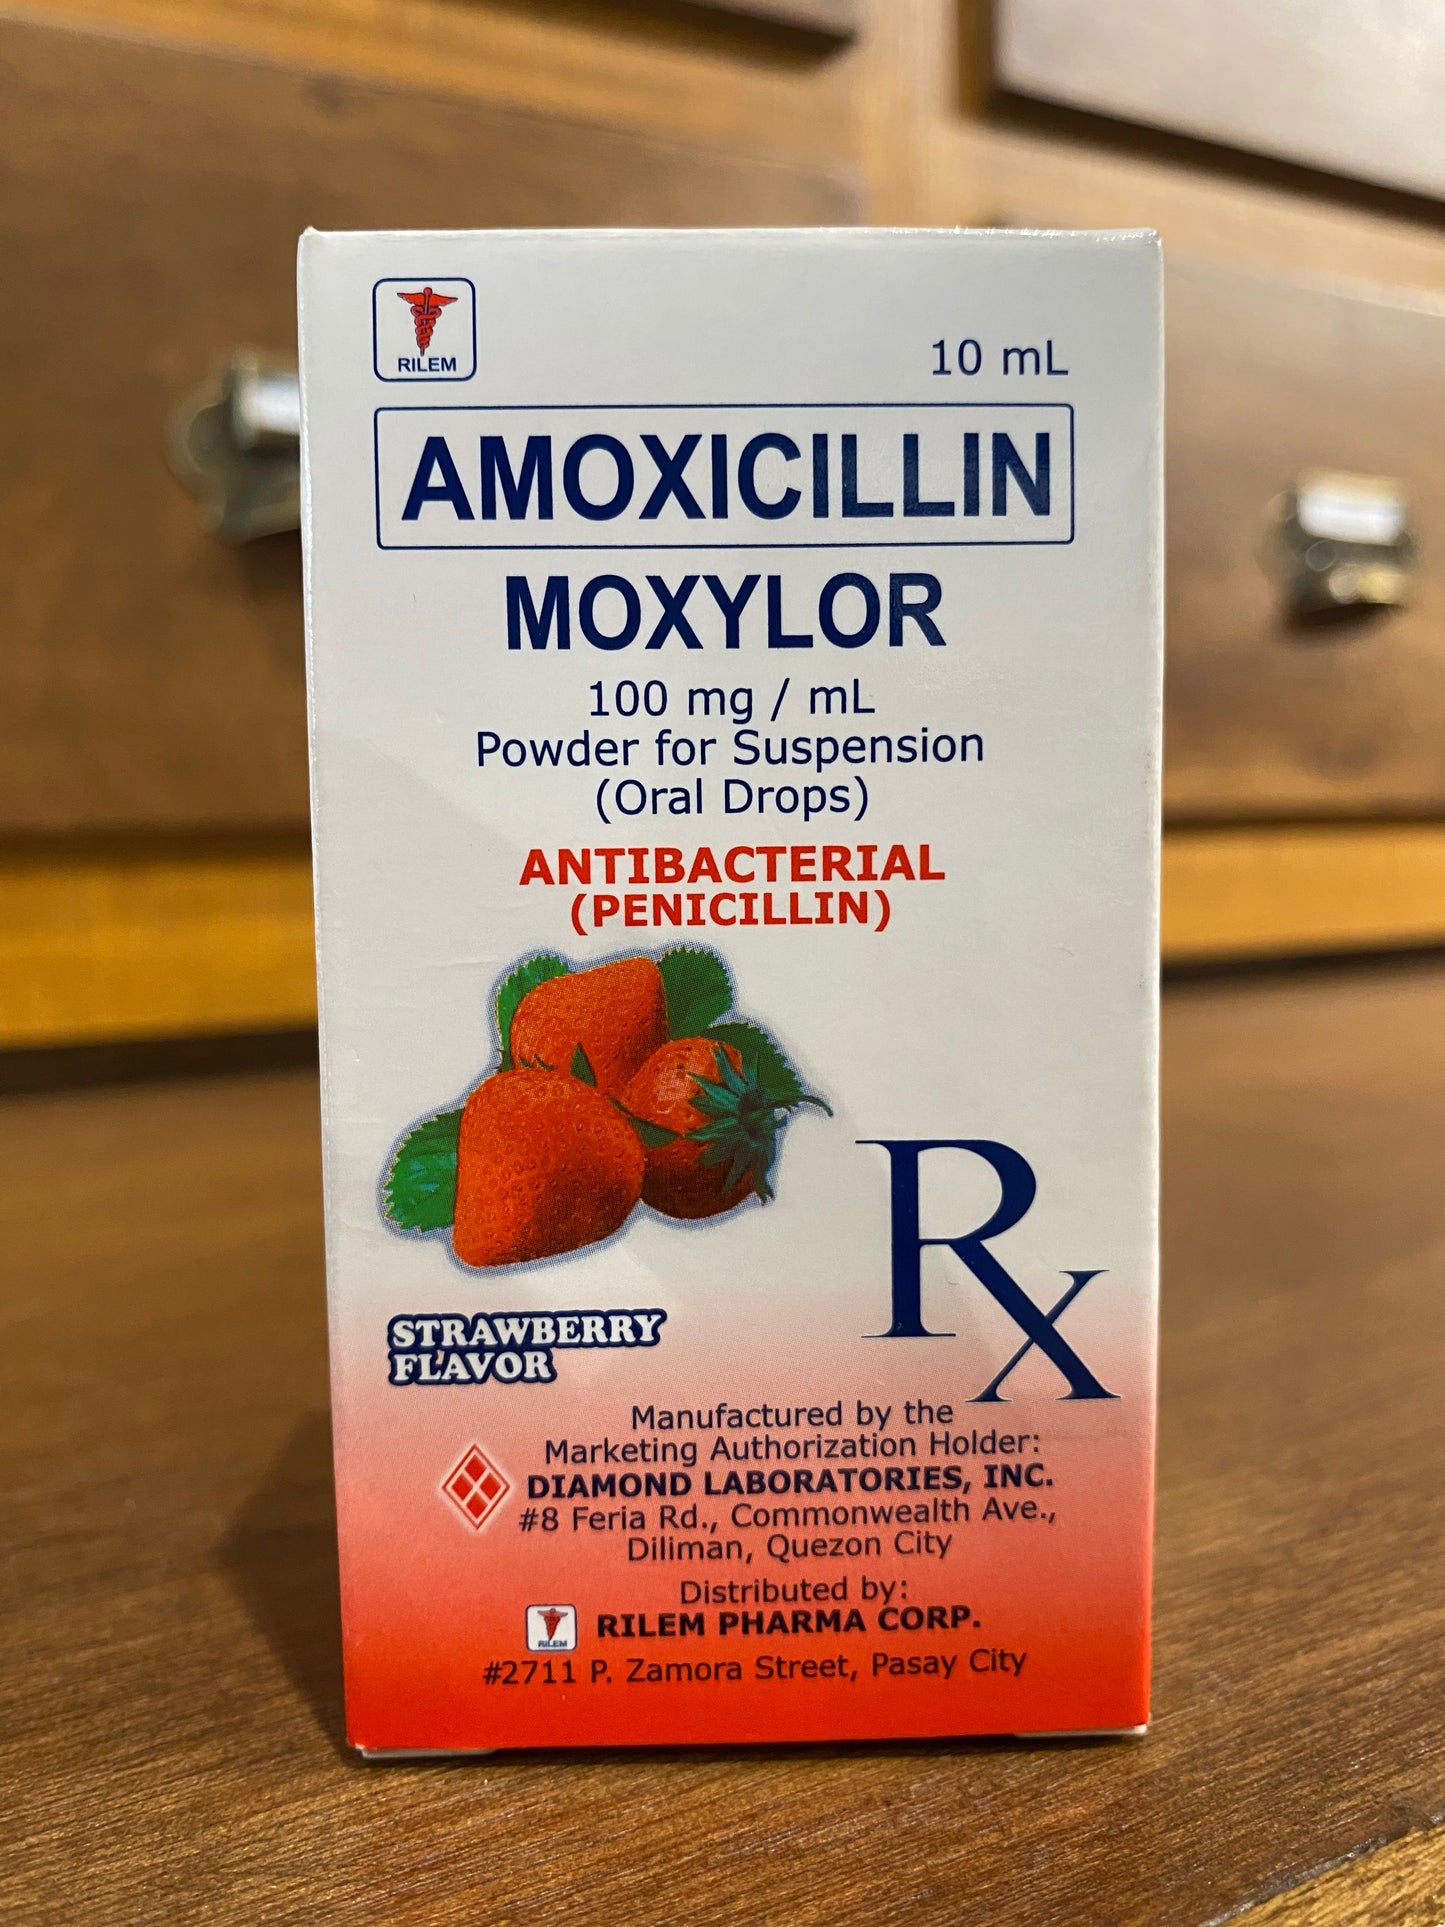 RILEM
10 mL
AMOXICILLIN
MOXYLOR
100 mg / mL
Powder for Suspension
(Oral Drops)
ANTIBACTERIAL
(PENICILLIN)
STRAWBERRY
FLAVOR
Rx
Manufactured by the
Marketing Authorization Holder:
DIAMOND LABORATORIES, INC.
#8 Feria Rd., Commonwealth Ave.,
Diliman, Quezon City
Distributed by:
RILEM
RILEM PHARMA CORP.
#2711 P. Zamora Street, Pasay City